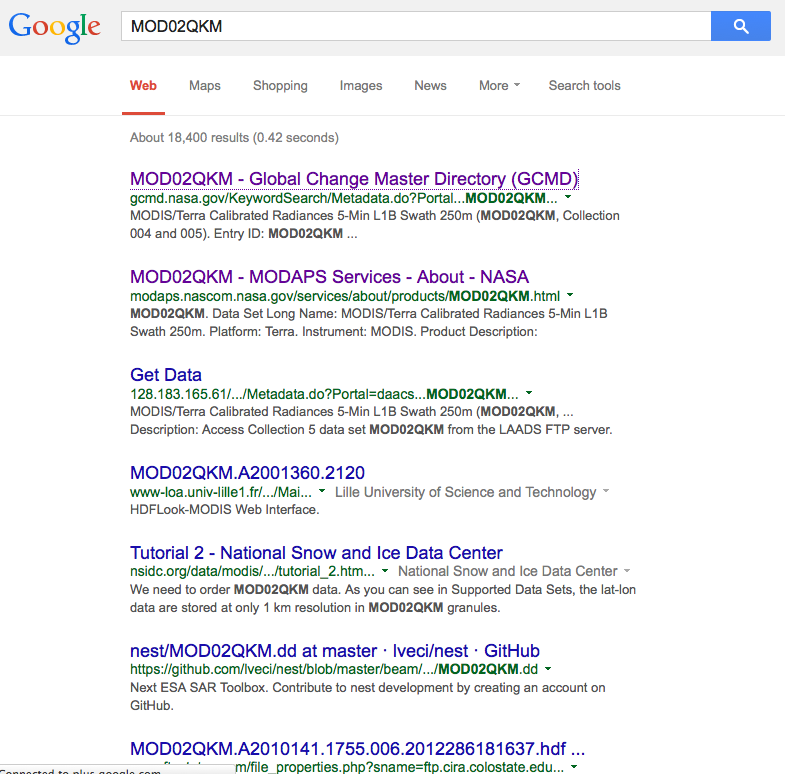 Google
MOD02QKM
Web Maps Shopping Images News More Search tools
About 18,400 results (0.42 seconds)
MOD02QKM - Global Change Master Directory (GCMD)
gcmd.nasa.gov/KeywordSearch/Metadata.do?Portal...MOD02QKM...
MODIS/Terra Calibrated Radiances 5-Min L1B Swath 250m (MOD02QKM, Collection
004 and 005). Entry ID: MOD02QKM ...
MOD02QKM - MODAPS Services - About - NASA
modaps.nascom.nasa.gov/services/about/products/MOD02QKM.html
MOD02QKM. Data Set Long Name: MODIS/Terra Calibrated Radiances 5-Min L1B
Swath 250m. Platform: Terra. Instrument: MODIS. Product Description:
Get Data
128.183.165.61/.../Metadata.do?Portal=daacs...MOD02QKM...
MODIS/Terra Calibrated Radiances 5-Min L1B Swath 250m (MOD02QKM, ...
Description: Access Collection 5 data set MOD02QKM from the LAADS FTP server.
MOD02QKM.A2001360.2120
www-loa.univ-lille1.fr/.../Mai... Lille University of Science and Technology
HDFLook-MODIS Web Interface.
Tutorial 2 - National Snow and Ice Data Center
nsidc.org/data/modis/.../tutorial_2.htm... National Snow and Ice Data Center
We need to order MOD02QKM data. As you can see in Supported Data Sets, the lat-lon
data are stored at only 1 km resolution in MOD02QKM granules.
nest/MOD02QKM.dd at master · lveci/nest · GitHub
https://github.com/lveci/nest/blob/master/beam/.../MOD02QKM.dd
Next ESA SAR Toolbox. Contribute to nest development by creating an account on
GitHub.
MOD02QKM.A2010141.1755.006.2012286181637.hdf ...
m/file_properties.php?sname=ftp.cira.colostate.edu...
Connected to plus.google.com